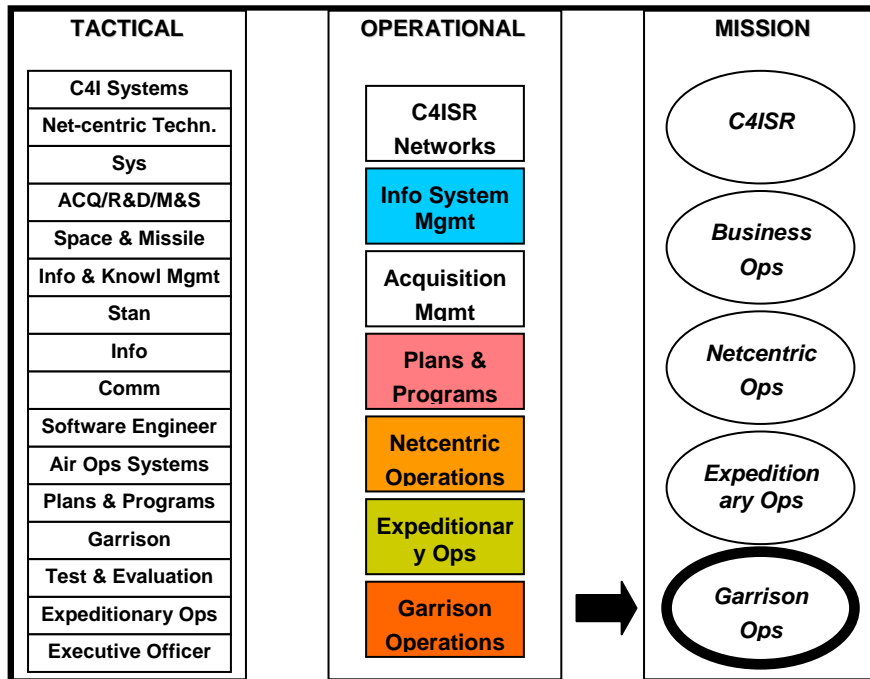 TACTICAL
C4I Systems
Net-centric Techn.
Sys
ACQ/R&D/M&S
Space & Missile
Info & Knowl Mgmt
Stan
Info
Comm
Software Engineer
Air Ops Systems
Plans & Programs
Garrison
Test & Evaluation
Expeditionary Ops
Executive Officer
OPERATIONAL
C4ISR
Networks
Info System
Mgmt
Acquisition
Mgmt
Plans &
Programs
Netcentric
Operations
Expeditionar
y Ops
Garrison
Operations
MISSION
C4ISR
Business
Ops
Netcentric
Ops
Expedition
ary Ops
Garrison
Ops